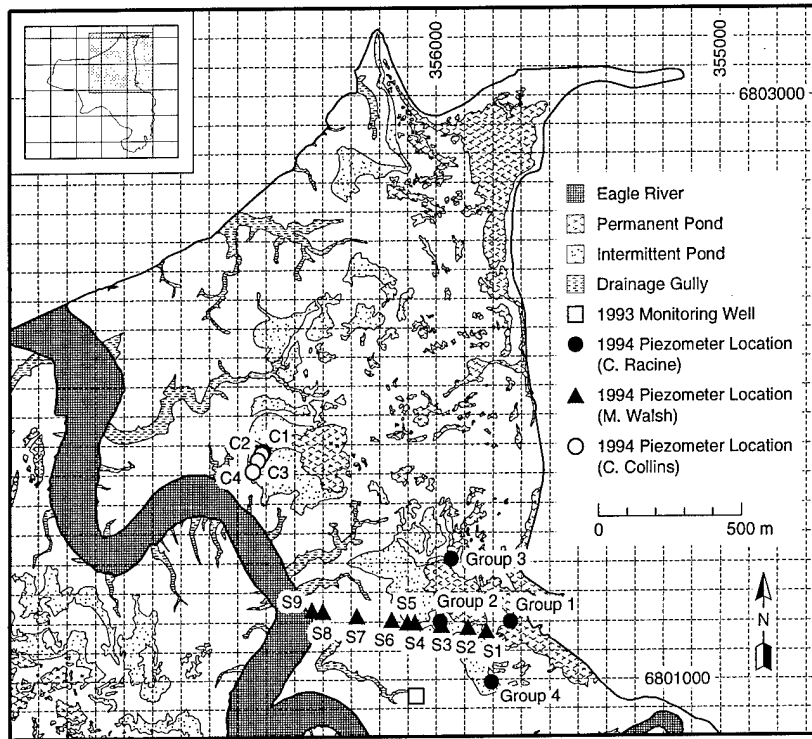 356000
355000
6803000
Eagle River
Permanent Pond
Intermittent Pond
Drainage Gully
1993 Monitoring Well
1994 Piezometer Location
(C. Racine)
1994 Piezometer Location
(M. Walsh)
1994 Piezometer Location
(C. Collins)
0 500 m
C2 C1
C4 C3
Group 3
N
S9 S5 Group 2 Group 1
S8 S7 S6 S4 S3 S2 S1
6801000
Group 4